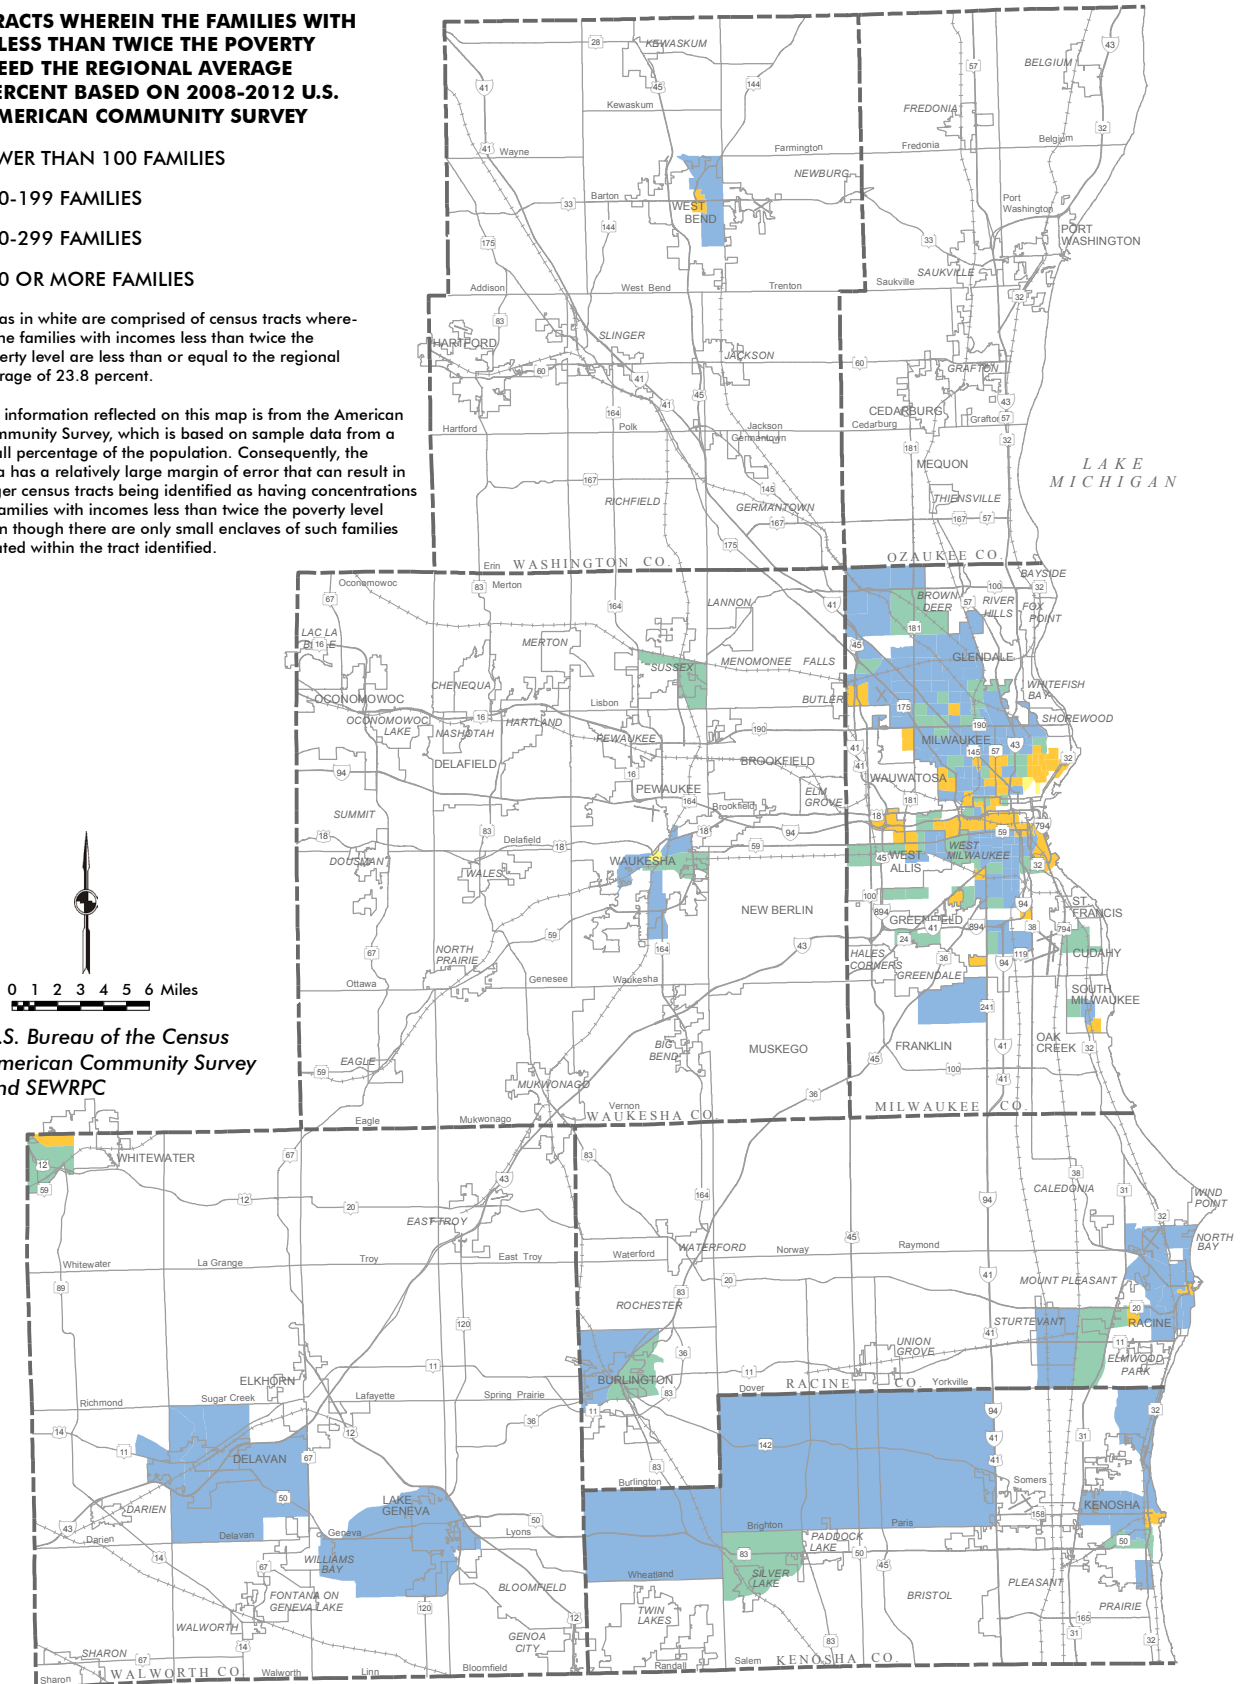 RACTS WHEREIN THE FAMILIES WITH
LESS THAN TWICE THE POVERTY
EED THE REGIONAL AVERAGE
ERCENT BASED ON 2008-2012 U.S.
MERICAN COMMUNITY SURVEY
WER THAN 100 FAMILIES
0-199 FAMILIES
0-299 FAMILIES
0 OR MORE FAMILIES
as in white are comprised of census tracts where-
he families with incomes less than twice the
erty level are less than or equal to the regional
rage of 23.8 percent.
information reflected on this map is from the American
mmunity Survey, which is based on sample data from a
all percentage of the population. Consequently, the
a has a relatively large margin of error that can result in
ger census tracts being identified as having concentrations
families with incomes less than twice the poverty level
n though there are only small enclaves of such families
ated within the tract identified.
0 1 2 3 4 5 6 Miles
.S. Bureau of the Census
merican Community Survey
nd SEWRPC
KEWASKUM
Kewaskum
Wayne
Farmington
Fredonia
Belgium
BELGIUM
FREDONIA
NEWBURG
Barton
WEST
BEND
Port
Washington
PORT
WASHINGTON
SAUKVILLE
Saukville
Addison
West Bend
Trenton
HARTFORD
SLINGER
JACKSON
GRAFTON
CEDARBURG
Grafton
Cedarburg
Hartford
Polk
Jackson
Germantown
MEQUON
LAKE
MICHIGAN
RICHFIELD
GERMANTOWN
THIENSVILLE
Erin
WASHINGTON CO.
OZAUKEE CO.
Oconomowoc
Merton
LANNON
BROWN
DEER
RIVER
HILLS
BAYSIDE
FOX
POINT
LAC LA
MERTON
SUSSEX
MENOMONEE FALLS
GLENDALE
CHENEQUA
OCONOMOWOC
Lisbon
BUTLER
WHITEFISH
BAY
OCONOMOWOC
LAKE
NASHOTAH
HARTLAND
PEWAUKEE
SHOREWOOD
MILWAUKEE
DELAFIELD
BROOKFIELD
WAUWATOSA
PEWAUKEE
Brookfield
ELM
GROVE
SUMMIT
Delafield
DOUSMAN
WALES
WAUKESHA
WEST
ALLIS
WEST
MILWAUKEE
NEW BERLIN
GREENFIELD
ST.
FRANCIS
NORTH
PRAIRIE
HALES
CORNERS
GREENDALE
CUDAHY
Ottawa
Genesee
Waukesha
SOUTH
MILWAUKEE
EAGLE
BIG
BEND
MUSKEGO
FRANKLIN
OAK
CREEK
MUKWONAGO
Eagle
Mukwonago
Vernon
WAUKESHA CO.
MILWAUKEE CO.
WHITEWATER
CALEDONIA
WIND
POINT
EAST TROY
NORTH
BAY
Whitewater
La Grange
Troy
East Troy
Waterford
WATERFORD
Norway
Raymond
MOUNT PLEASANT
ROCHESTER
STURTEVANT
RACINE
UNION
GROVE
ELMWOOD
PARK
ELKHORN
BURLINGTON
Dover
RACINE CO.
Yorkville
Richmond
Sugar Creek
Lafayette
Spring Prairie
DELAVAN
Burlington
Somers
DARIEN
LAKE
GENEVA
KENOSHA
Darien
Delavan
Geneva
Lyons
Brighton
Paris
PADDOCK
LAKE
WILLIAMS
BAY
Wheatland
SILVER
LAKE
FONTANA ON
GENEVA LAKE
BLOOMFIELD
BRISTOL
PLEASANT
PRAIRIE
TWIN
LAKES
WALWORTH
GENOA
CITY
SHARON
Sharon
WALWORTH CO.
Walworth
Linn
Bloomfield
Randall
Salem
KENOSHA CO.